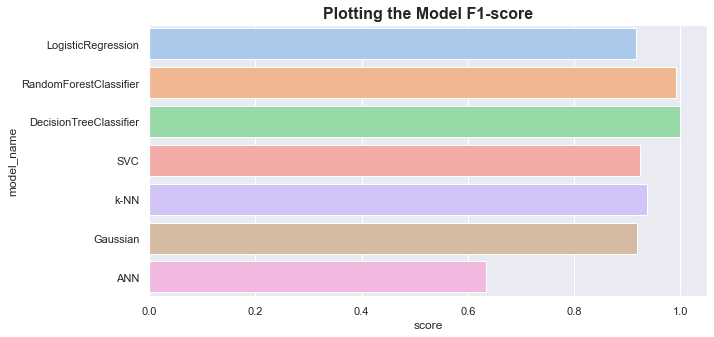 Plotting the Model F1-score
model_name
LogisticRegression
RandomForestClassifier
DecisionTreeClassifier
SVC
k-NN
Gaussian
ANN
0.0 0.2 0.4 0.6 0.8 1.0
score